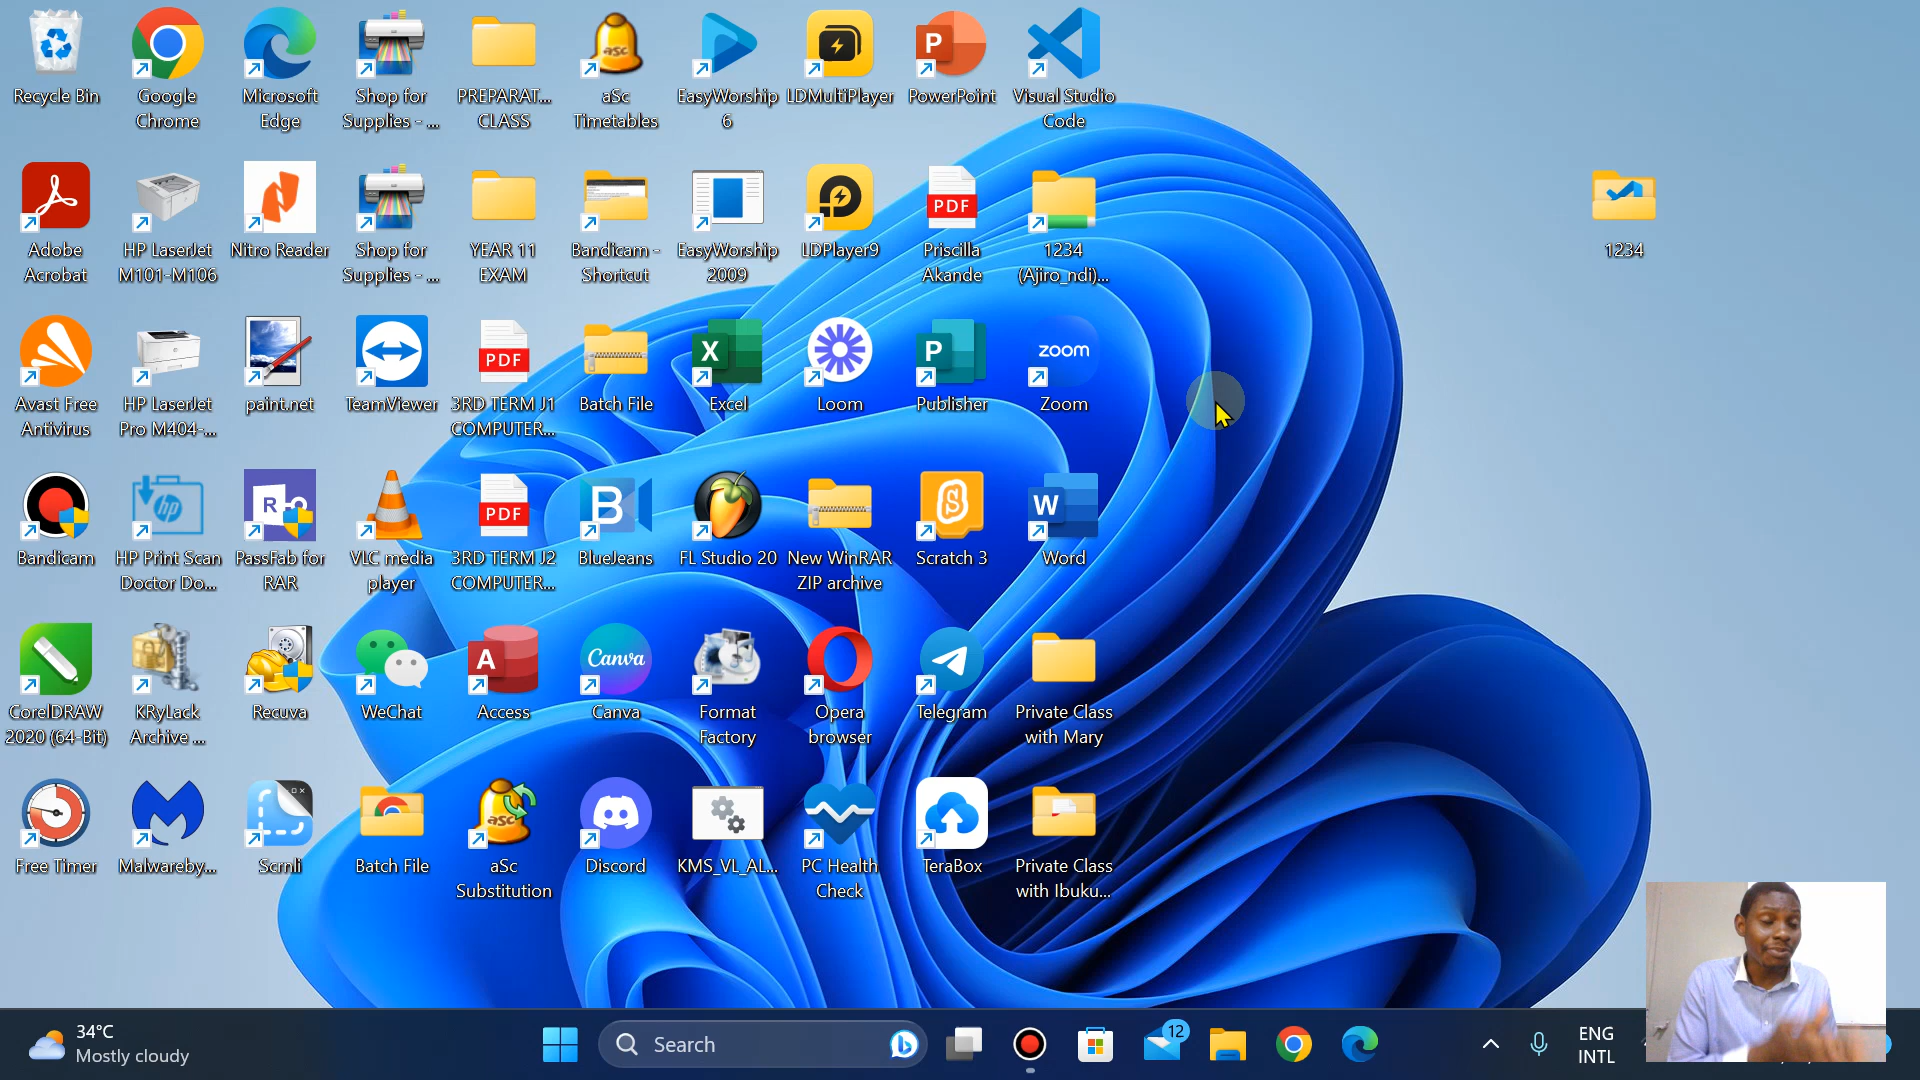 Recycle Bin
Google
Chrome
Microsoft
Edge
Shop for
Supplies - ...
PREPARAT...
CLASS
aSc
Timetables
EasyWorship
6
LDMultiPlayer
PowerPoint
Visual Studio
Code
Adobe
Acrobat
HP LaserJet
M101-M106
Nitro Reader
Shop for
Supplies - ...
YEAR 11
EXAM
Bandicam -
Shortcut
EasyWorship
2009
LDPlayer9
PDF
Priscilla
Akande
1234
(Ajiro_ndi)...
1234
Avast Free
Antivirus
HP LaserJet
Pro M404-...
paint.net
TeamViewer
PDF
3RD TERM J1
COMPUTER...
Batch File
Excel
Loom
Publisher
zoom
Zoom
Bandicam
HP Print Scan
Doctor Do...
PassFab for
RAR
VLC media
player
PDF
3RD TERM J2
COMPUTER...
BlueJeans
FL Studio 20
New WinRAR
ZIP archive
Scratch 3
Word
CorelDRAW
2020 (64-Bit)
KRyLack
Archive ...
Recuva
WeChat
Access
Canva
Canva
Format
Factory
Opera
browser
Telegram
Private Class
with Mary
Free Timer
Malwareby...
Scrnli
Batch File
asc
aSc
Substitution
Discord
KMS_VL_AL...
PC Health
Check
TeraBox
Private Class
with Ibuku...
34°C
Mostly cloudy
Search
12
ENG
INTL